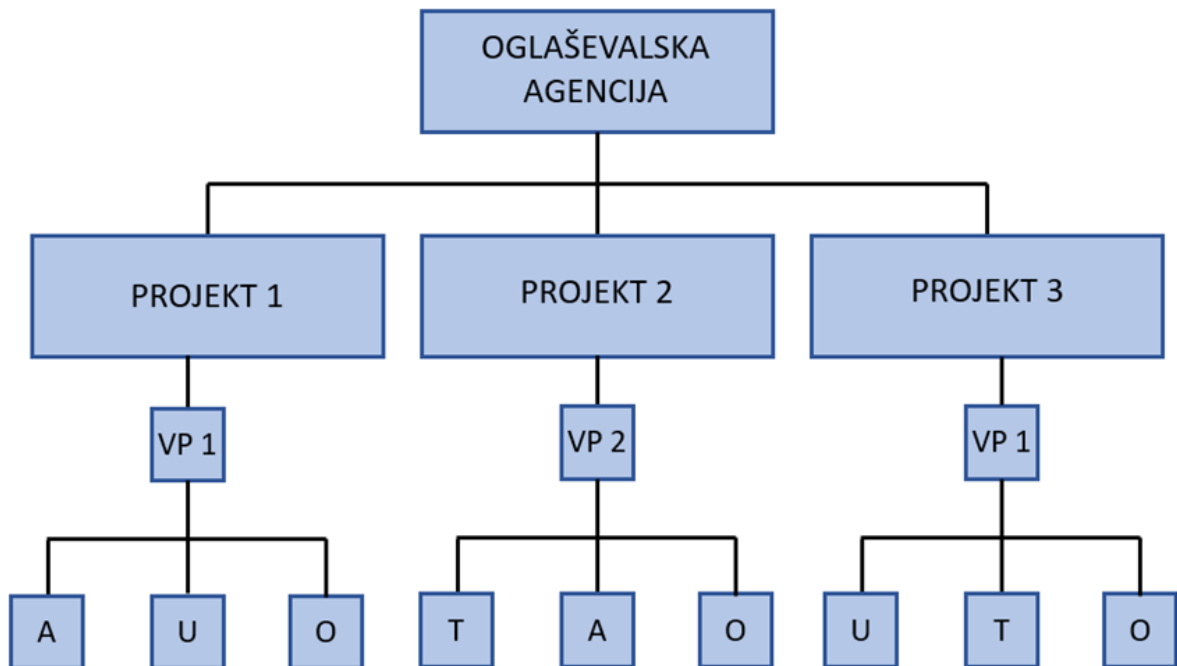 OGLAŠEVALSKA
AGENCIJA
PROJEKT 1
PROJEKT 2
PROJEKT 3
VP 1
VP 2
VP 1
A
U
O
T
A
O
U
T
O